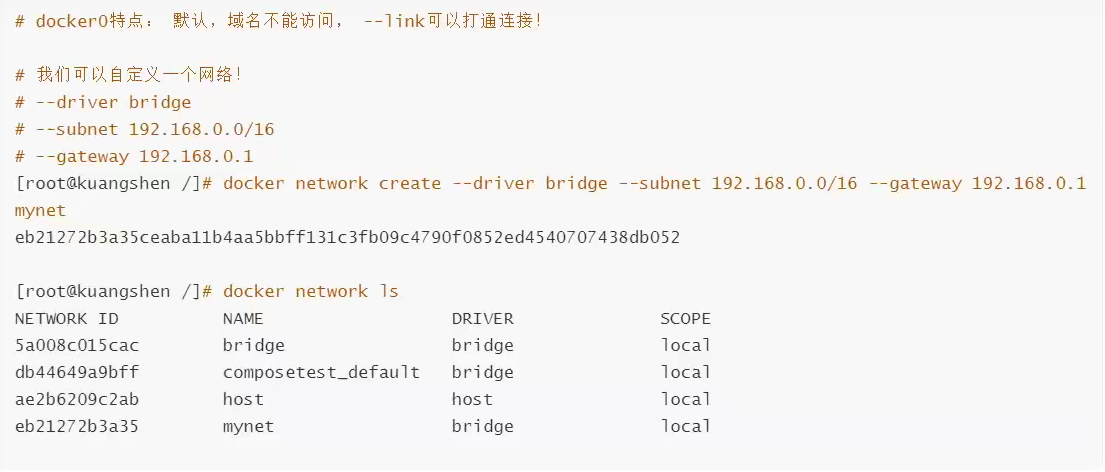 # docker0特点： 默认，域名不能访问， --link可以打通连接！
# 我们可以自定义一个网络！
# --driver bridge
# --subnet 192.168.0.0/16
# --gateway 192.168.0.1
[root@kuangshen /]# docker network create --driver bridge --subnet 192.168.0.0/16 --gateway 192.168.0.1
mynet
eb21272b3a35ceaba11b4aa5bbff131c3fb09c4790f0852ed4540707438db052
[root@kuangshen /]# docker network ls
NETWORK ID NAME DRIVER SCOPE
5a008c015cac bridge bridge local
db44649a9bff composetest_default bridge local
ae2b6209c2ab host host local
eb21272b3a35 mynet bridge local